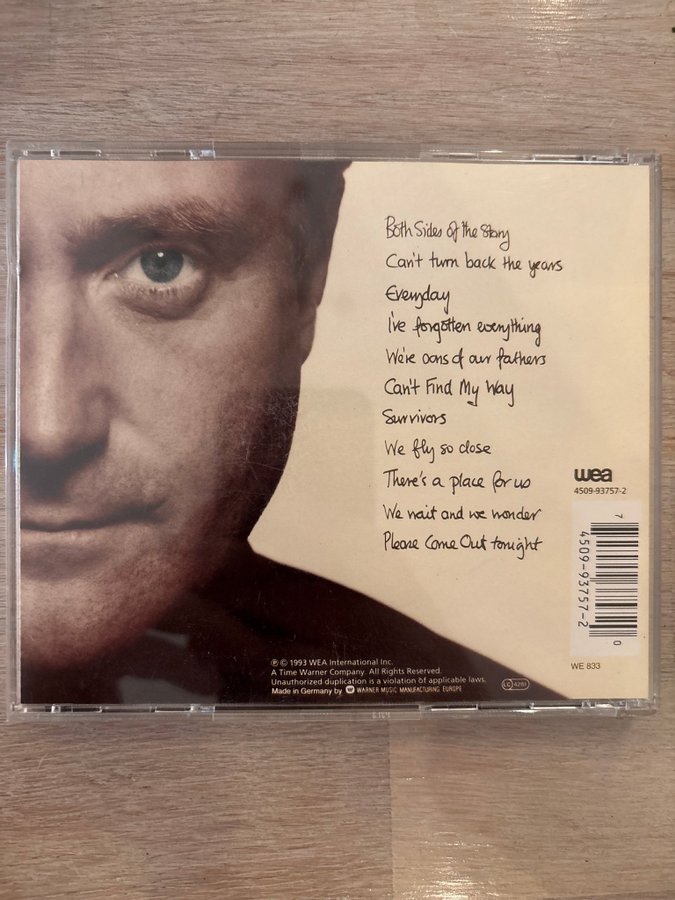 Both Sides of the Story
Can't turn back the years
Everyday
I've forgotten everything
We're sons of our fathers
Can't Find My Way
Survivors
We fly so close
There's a place for us
We wait and we wonder
Please Come Out tonight
wea
4509-93757-2
7
4509-93757-2
0
WE 833
℗ © 1993 WEA International Inc.
A Time Warner Company. All Rights Reserved.
Unauthorized duplication is a violation of applicable laws.
Made in Germany by WARNER MUSIC MANUFACTURING EUROPE
LC 4281